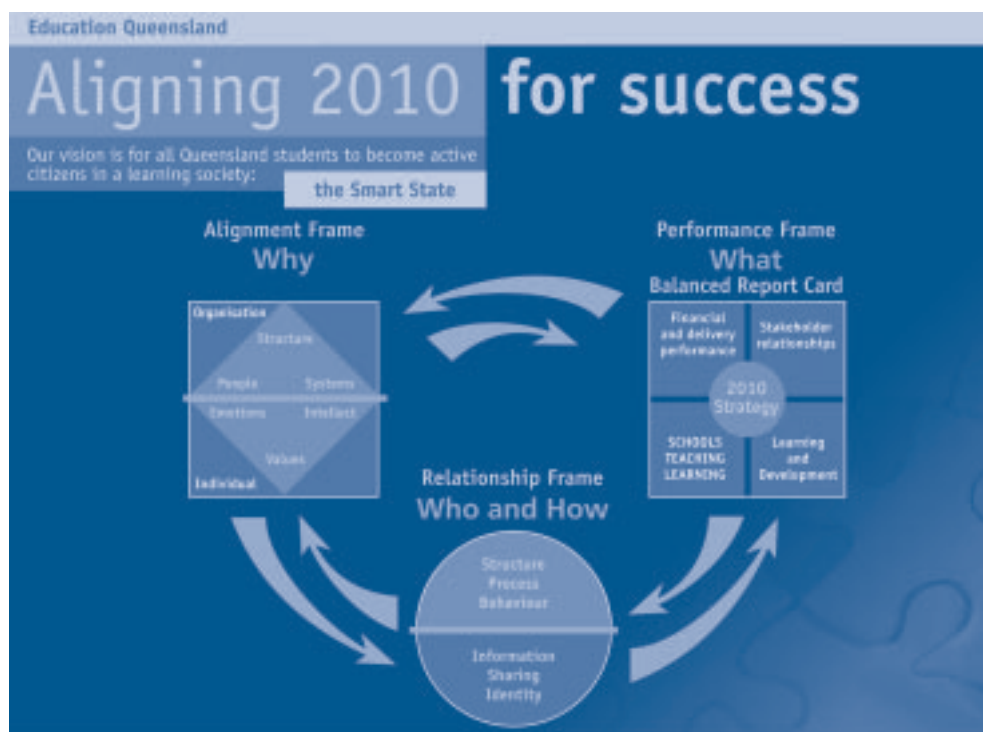 Education Queensland
Aligning 2010 for success
Our vision is for all Queensland students to become active
citizens in a learning society:
the Smart State
Alignment Frame
Why
Organisation
Structure
People Systems
Emotions Intellect
Values
Individual
Performance Frame
What
Balanced Report Card
Financial
and delivery
performance
Stakeholder
relationships
2010
Strategy
SCHOOLS
TEACHING
LEARNING
Learning
and
Development
Relationship Frame
Who and How
Structure
Process
Behaviour
Information
Sharing
Identity